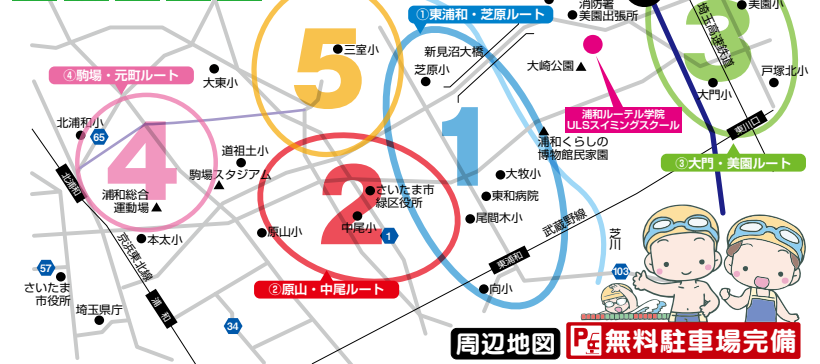 消防署
美園出張所
美園小
①東浦和・芝原ルート
埼玉高速鉄道
3
5
三室小
新見沼大橋
芝原小
大崎公園
大門小
戸塚北小
④駒場・元町ルート
大東小
浦和ルーテル学院
ULSスイミングスクール
東川口
北浦和小
65
4
1
浦和くらしの
博物館民家園
③大門・美園ルート
道祖土小
駒場スタジアム
北浦和
浦和総合
運動場
2
さいたま市
緑区役所
中尾小
1
大牧小
東和病院
尾間木小
武蔵野線
芝川
京浜東北線
本太小
原山小
東浦和
57
さいたま
市役所
②原山・中尾ルート
向小
103
埼玉県庁
浦和
34
周辺地図
P 無料駐車場完備